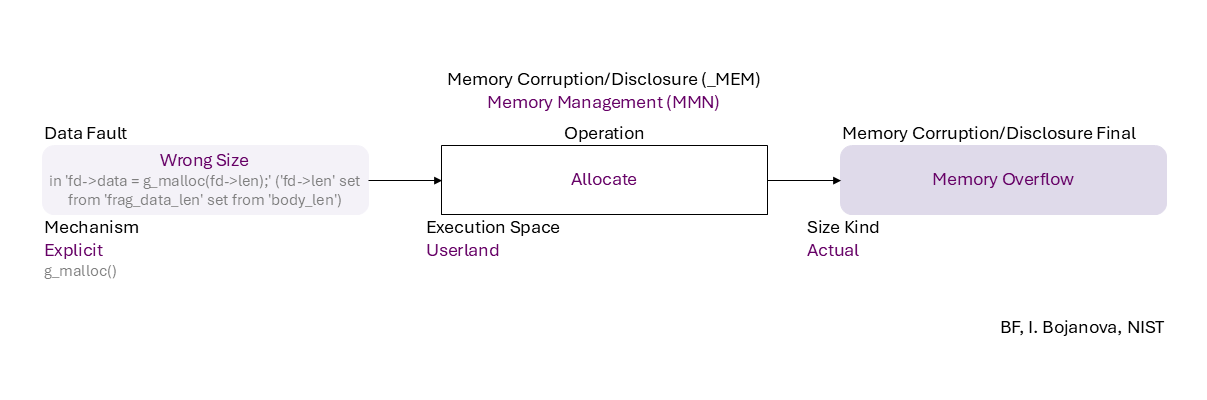 Memory Corruption/Disclosure (_MEM)
Memory Management (MMN)
Data Fault
Operation
Memory Corruption/Disclosure Final
Wrong Size
in 'fd->data = g_malloc(fd->len);' ('fd->len' set
from 'frag_data_len' set from 'body_len')
Allocate
Memory Overflow
Mechanism
Explicit
g_malloc()
Execution Space
Userland
Size Kind
Actual
BF, I. Bojanova, NIST